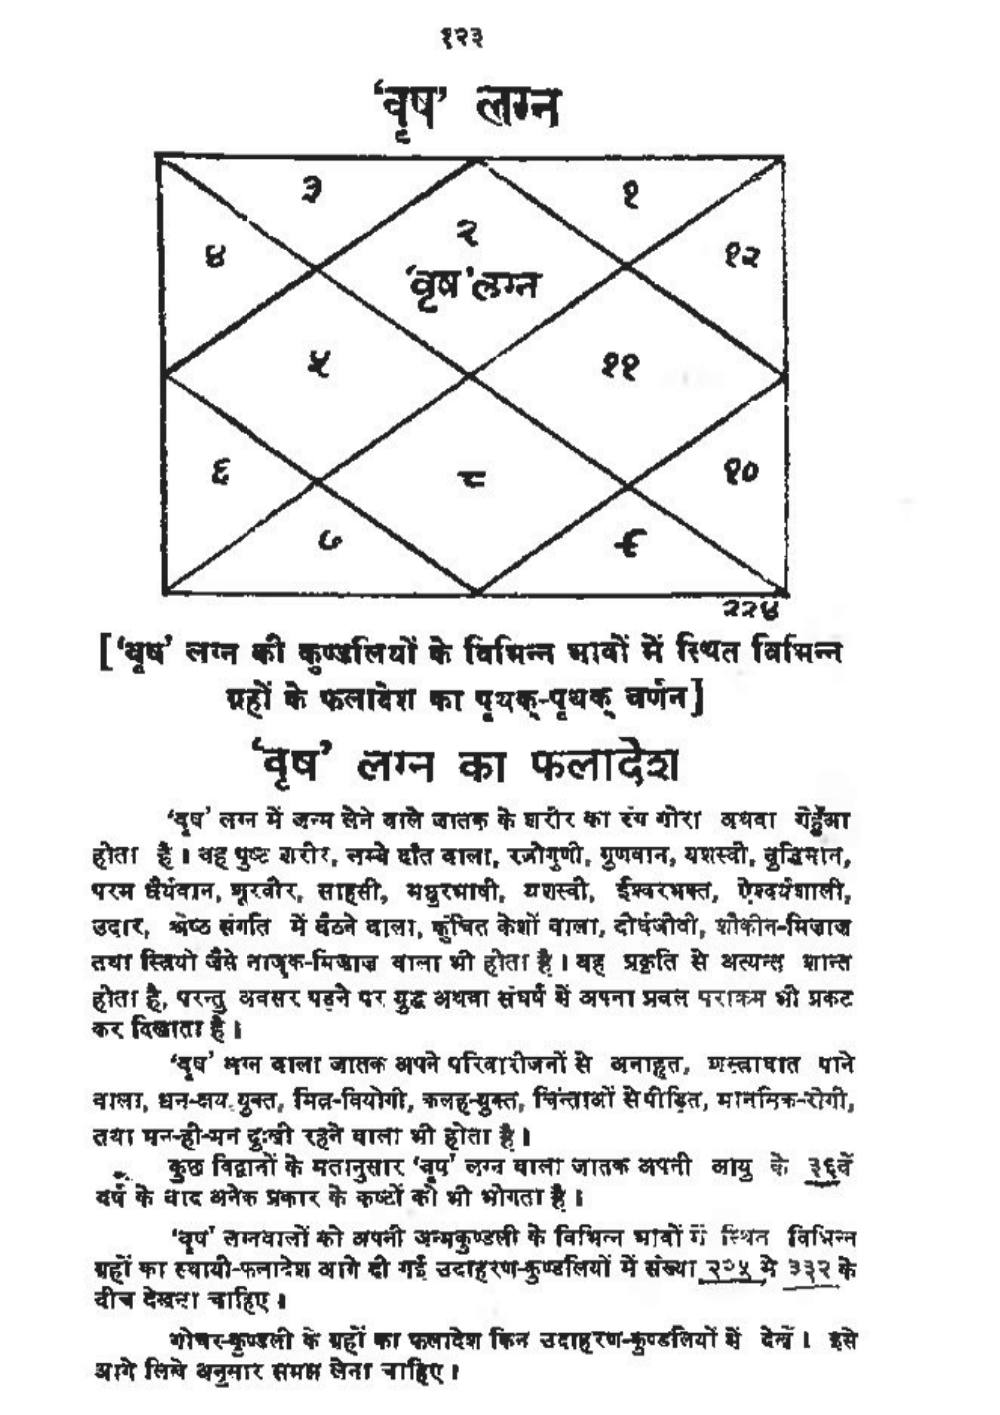 १२३
'वृष' लग्न
३
१
२
४
१२
'वृष' लग्न
५
११
६
८
१०
७
९
२२४
['वृष' लग्न की कुण्डलियों के विभिन्न भावों में स्थित विभिन्न
ग्रहों के फलादेश का पृथक्-पृथक् वर्णन]
'वृष' लग्न का फलादेश
'वृष' लग्न में जन्म लेने वाले जातक के शरीर का रंग गोरा अथवा गेहुँआ
होता है। वह पुष्ट शरीर, लम्बे दाँत वाला, रजोगुणी, गुणवान, यशस्वी, बुद्धिमान,
परम धैर्यवान, शूरवीर, साहसी, मधुरभाषी, यशस्वी, ईश्वरभक्त, ऐश्वर्यशाली,
उदार, श्रेष्ठ संगति में बैठने वाला, कुंचित केशों वाला, दीर्घजीवी, शौकीन-मिजाज
तथा स्त्रियों जैसे नाजुक-मिजाज वाला भी होता है। वह प्रकृति से अत्यन्त शान्त
होता है, परन्तु अवसर पड़ने पर युद्ध अथवा संघर्ष में अपना प्रबल पराक्रम भी प्रकट
कर दिखाता है।
'वृष' लग्न वाला जातक अपने परिवारीजनों से अनादृत, शस्त्राघात पाने
वाला, धन-क्षय युक्त, मित्र-वियोगी, कलह-युक्त, चिंताओं से पीड़ित, मानसिक-रोगी,
तथा मन-ही-मन दुःखी रहने वाला भी होता है।
कुछ विद्वानों के मतानुसार 'वृष' लग्न वाला जातक अपनी आयु के ३६वें
वर्ष के बाद अनेक प्रकार के कष्टों को भी भोगता है।
'वृष' लग्नवालों को अपनी जन्मकुण्डली के विभिन्न भावों में स्थित विभिन्न
ग्रहों का स्थायी-फलादेश आगे दी गई उदाहरण-कुण्डलियों में संख्या २२५ से ३३२ के
बीच देखना चाहिए।
गोचर-कुण्डली के ग्रहों का फलादेश किन उदाहरण-कुण्डलियों में देखें। इसे
आगे लिखे अनुसार समझ लेना चाहिए।